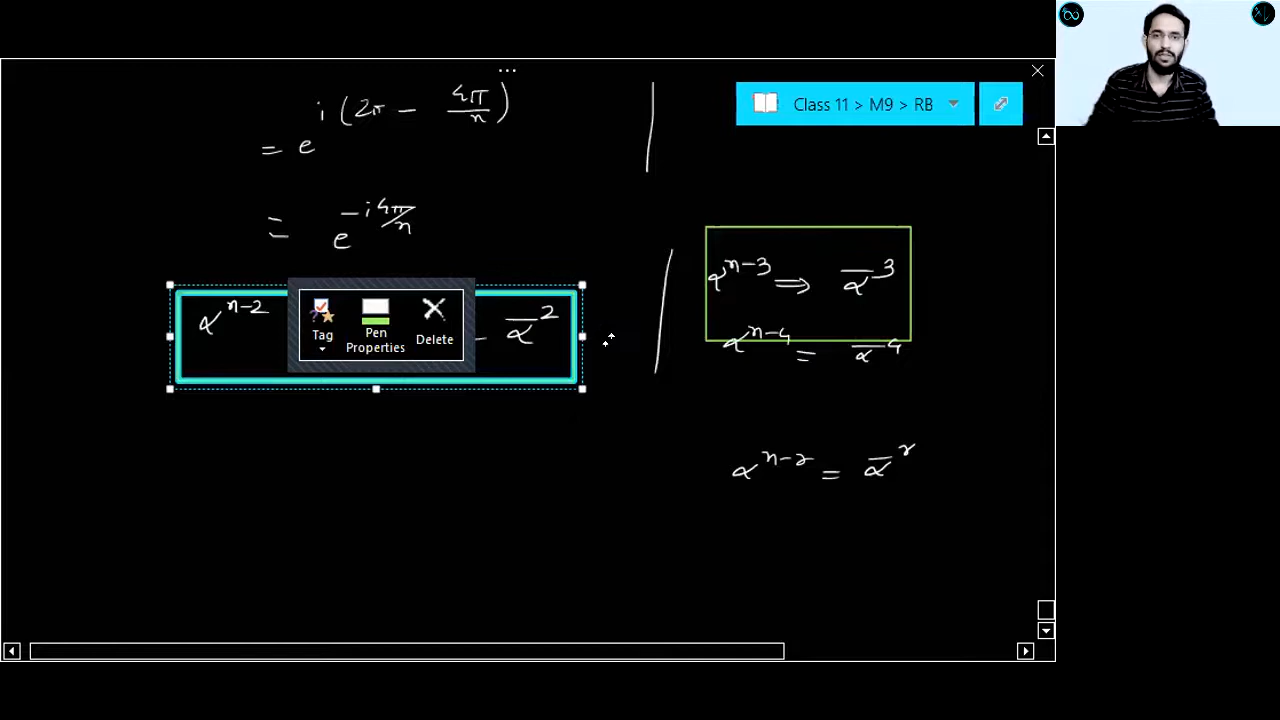 = e^{i(2π - 4π/n)}
= e^{-i4π/n}
α^{n-2} - ᾱ^2
Tag
Pen Properties
Delete
Class 11 > M9 > RB
α^{n-3} ⇒ ᾱ^3
α^{n-4} = ᾱ^4
α^{n-r} = ᾱ^r